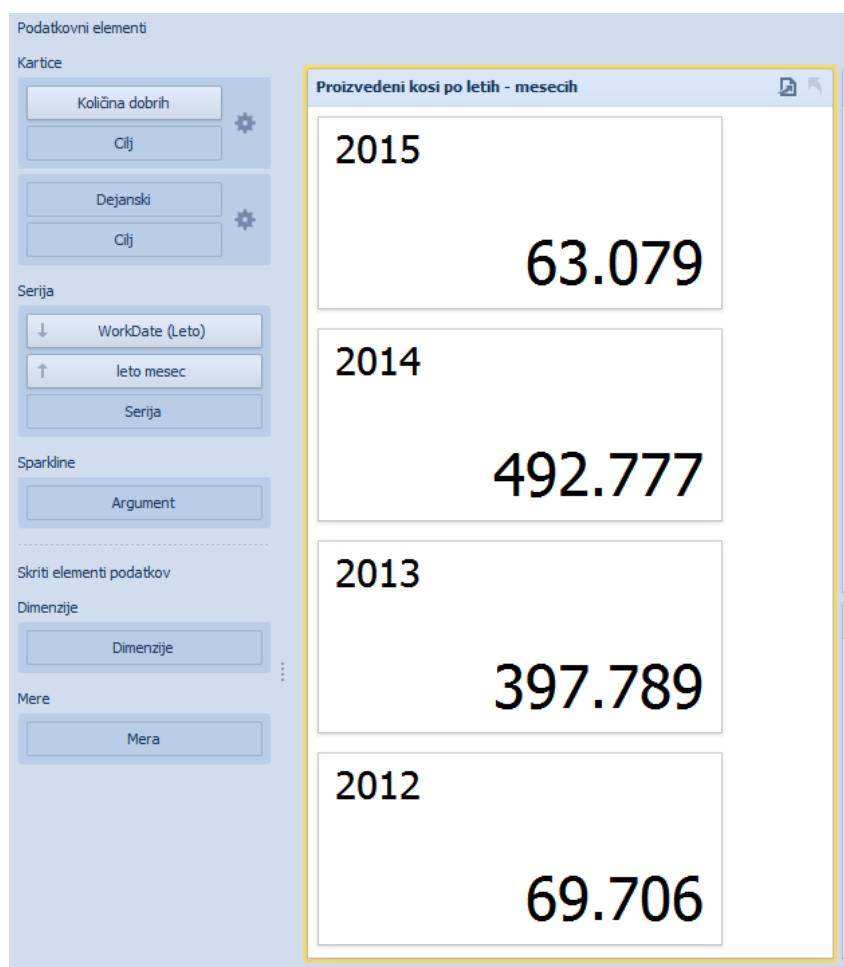 Podatkovni elementi
Kartice
Količina dobrih
Cilj
Dejanski
Cilj
Serija
WorkDate (Leto)
leto mesec
Serija
Sparkline
Argument
Skriti elementi podatkov
Dimenzije
Dimenzije
Mere
Mera
Proizvedeni kosi po letih - mesecih
2015
63.079
2014
492.777
2013
397.789
2012
69.706